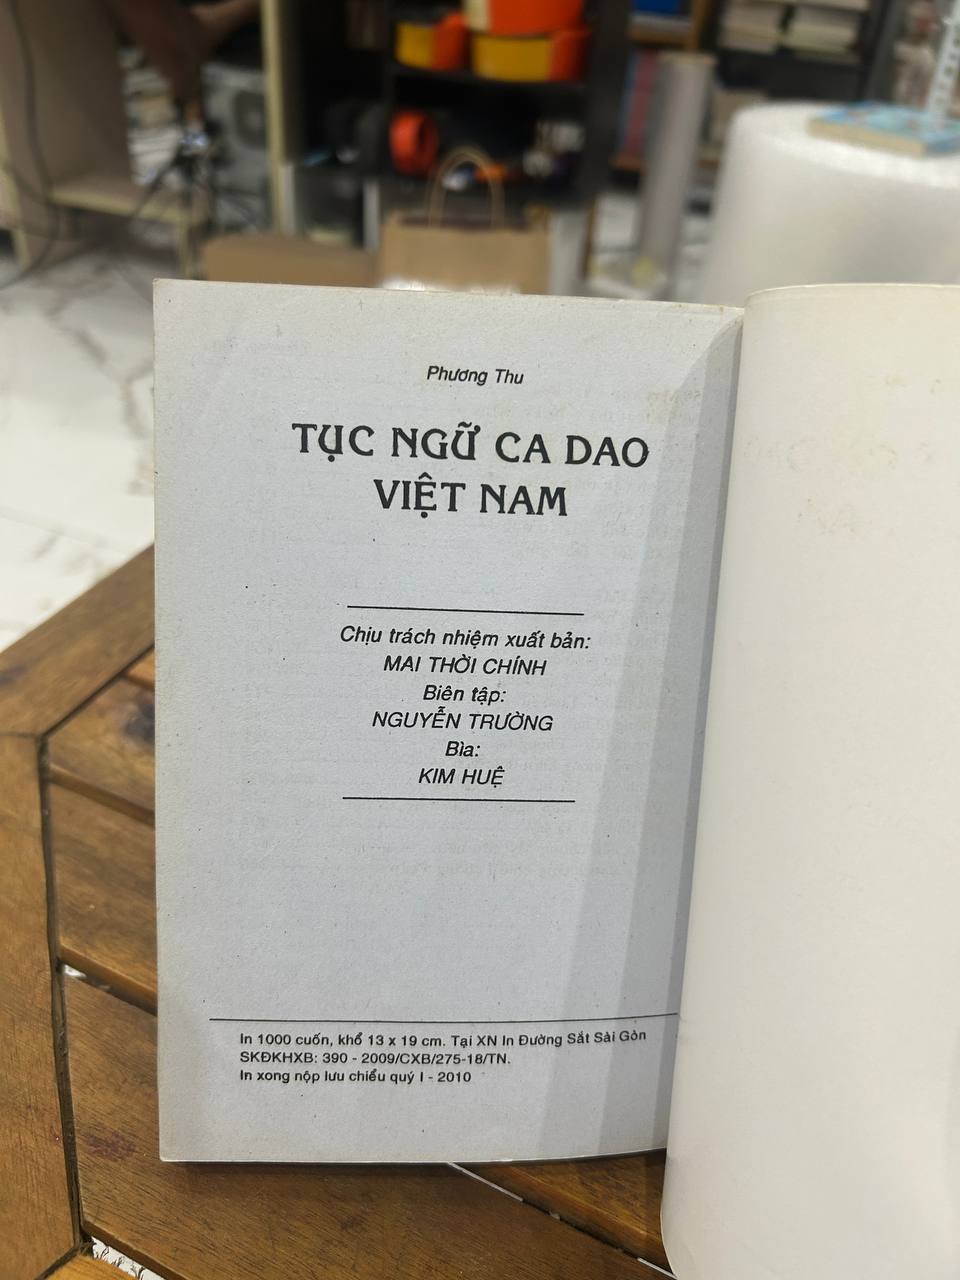 Phương Thu
TỤC NGỮ CA DAO
VIỆT NAM
Chịu trách nhiệm xuất bản:
MAI THỜI CHÍNH
Biên tập:
NGUYỄN TRƯỜNG
Bìa:
KIM HUỆ
In 1000 cuốn, khổ 13 x 19 cm. Tại XN In Đường Sắt Sài Gòn
SKĐKHXB: 390 - 2009/CXB/275-18/TN.
In xong nộp lưu chiểu quý I - 2010